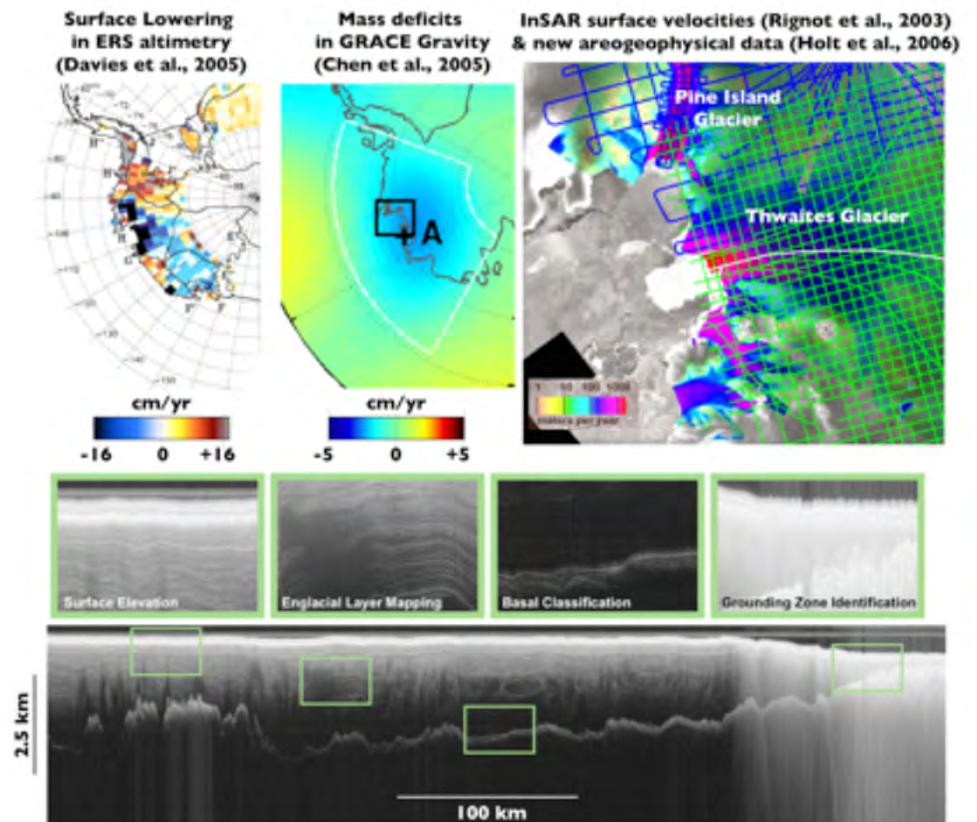 Surface Lowering
in ERS altimetry
(Davies et al., 2005)
Mass deficits
in GRACE Gravity
(Chen et al., 2005)
InSAR surface velocities (Rignot et al., 2003)
& new areogeophysical data (Holt et al., 2006)
Pine Island
Glacier
Thwaites Glacier
A
1 50 100 1000
meters per year
cm/yr
-16 0 +16
cm/yr
-5 0 +5
Surface Elevation
Englacial Layer Mapping
Basal Classification
Grounding Zone Identification
2.5 km
100 km